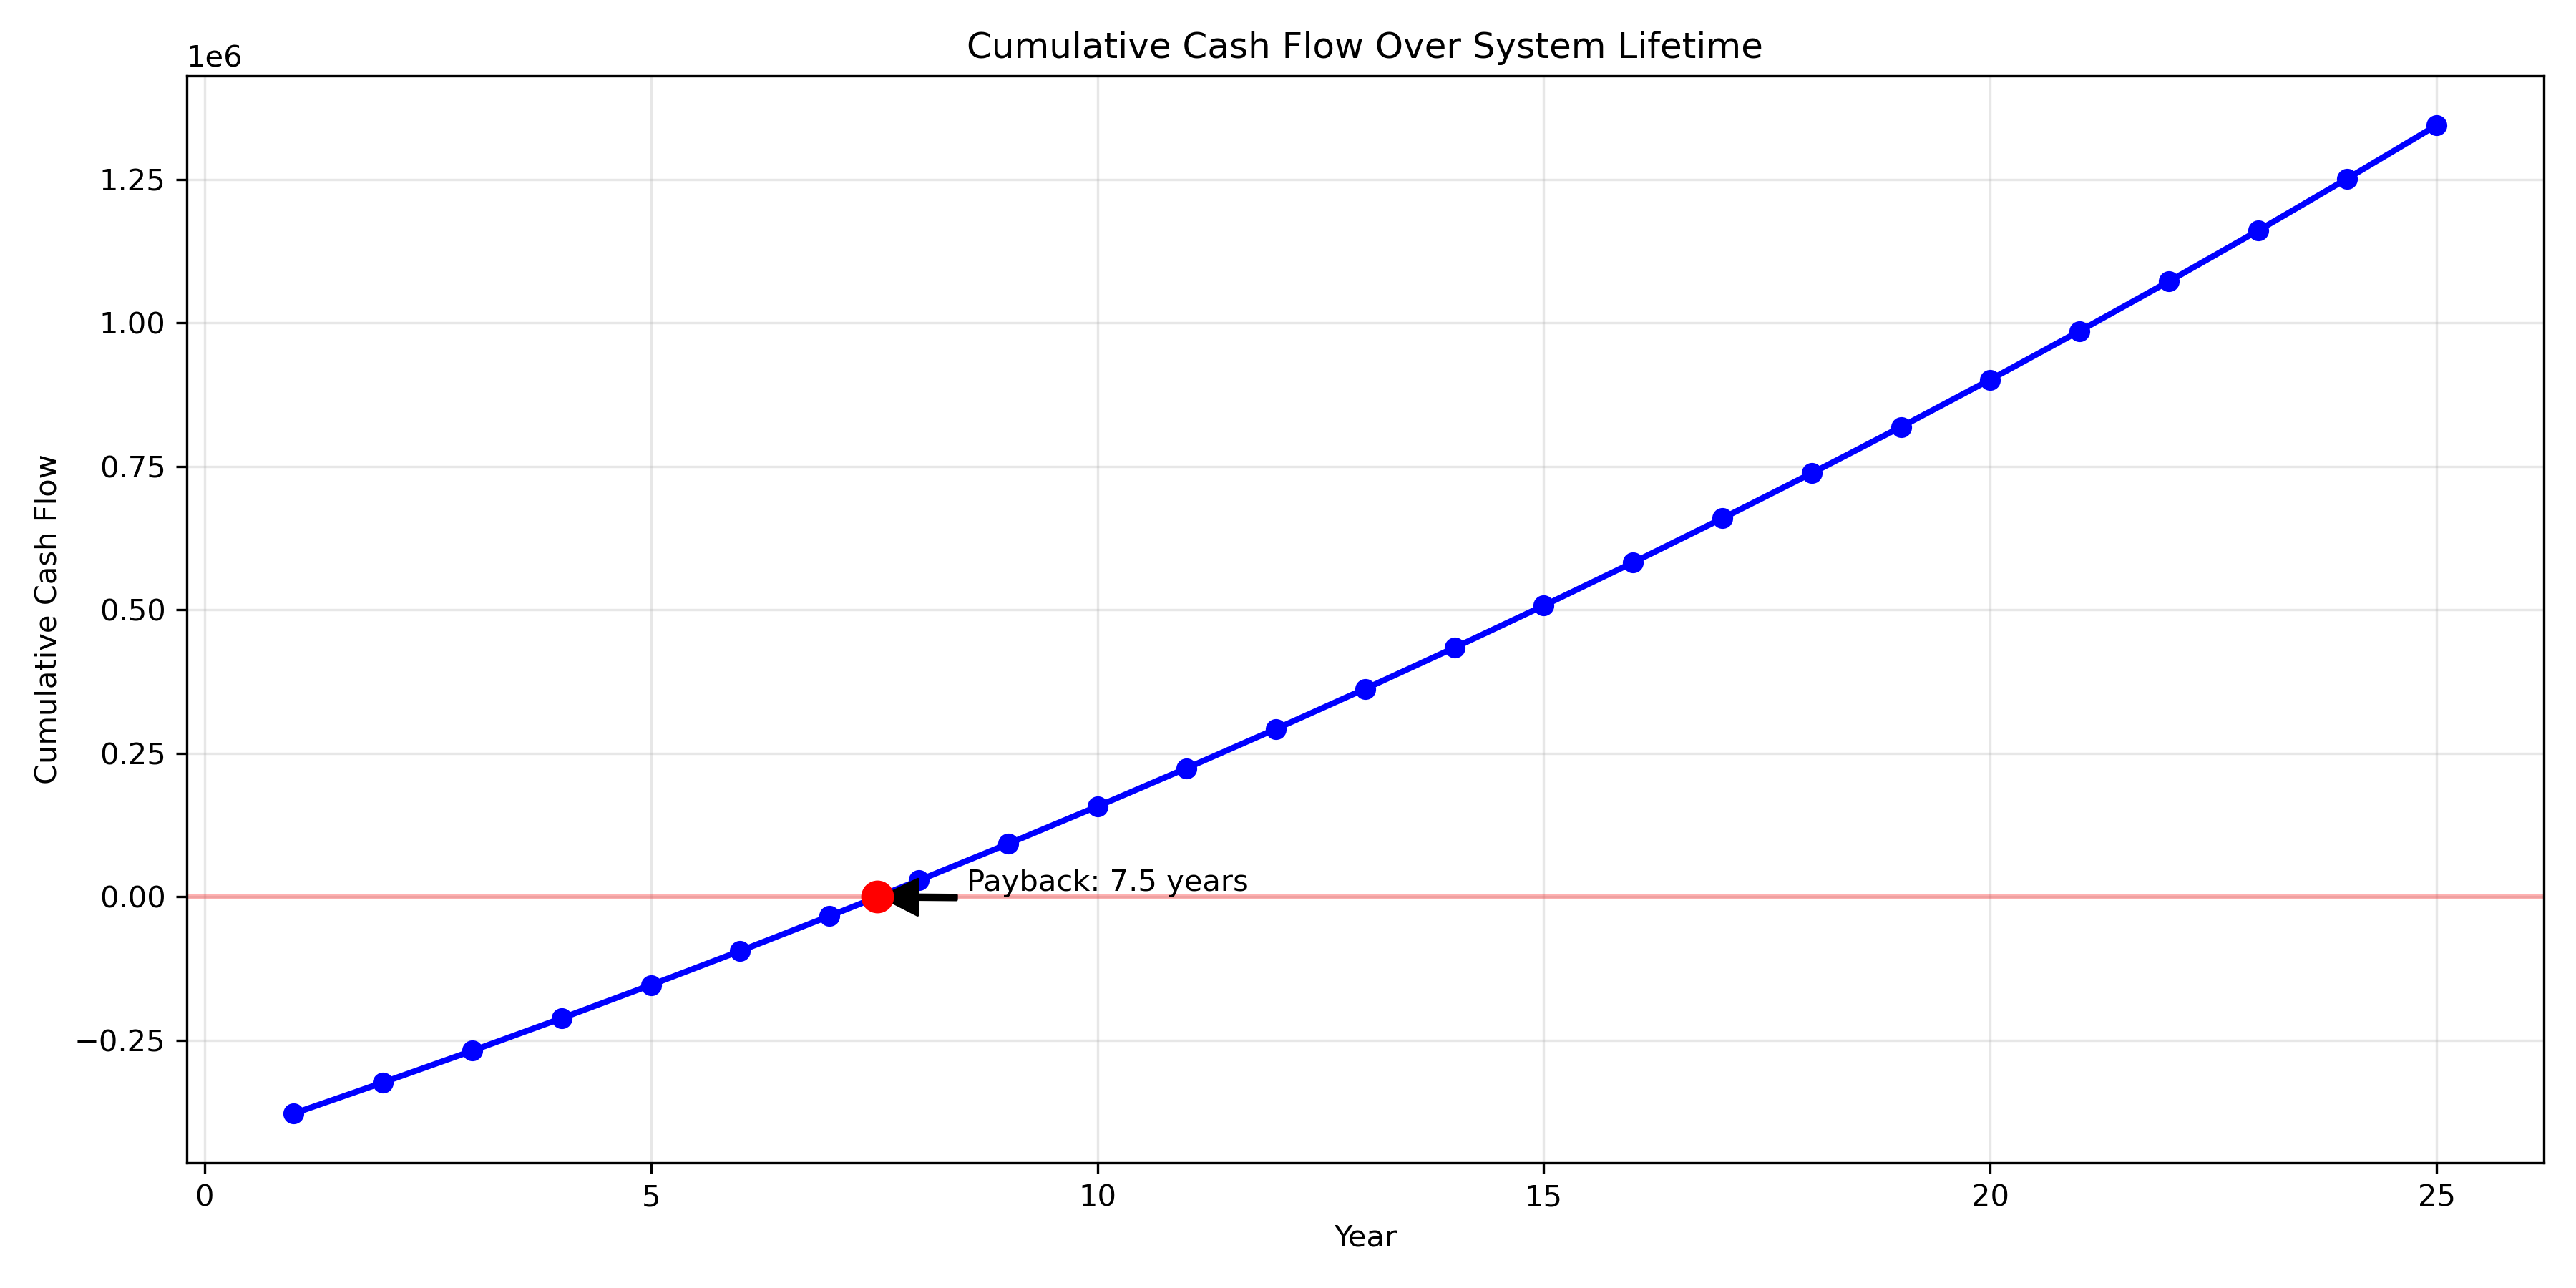 Cumulative Cash Flow Over System Lifetime
1e6
1.25
1.00
0.75
0.50
0.25
0.00
−0.25
Cumulative Cash Flow
Payback: 7.5 years
0 5 10 15 20 25
Year